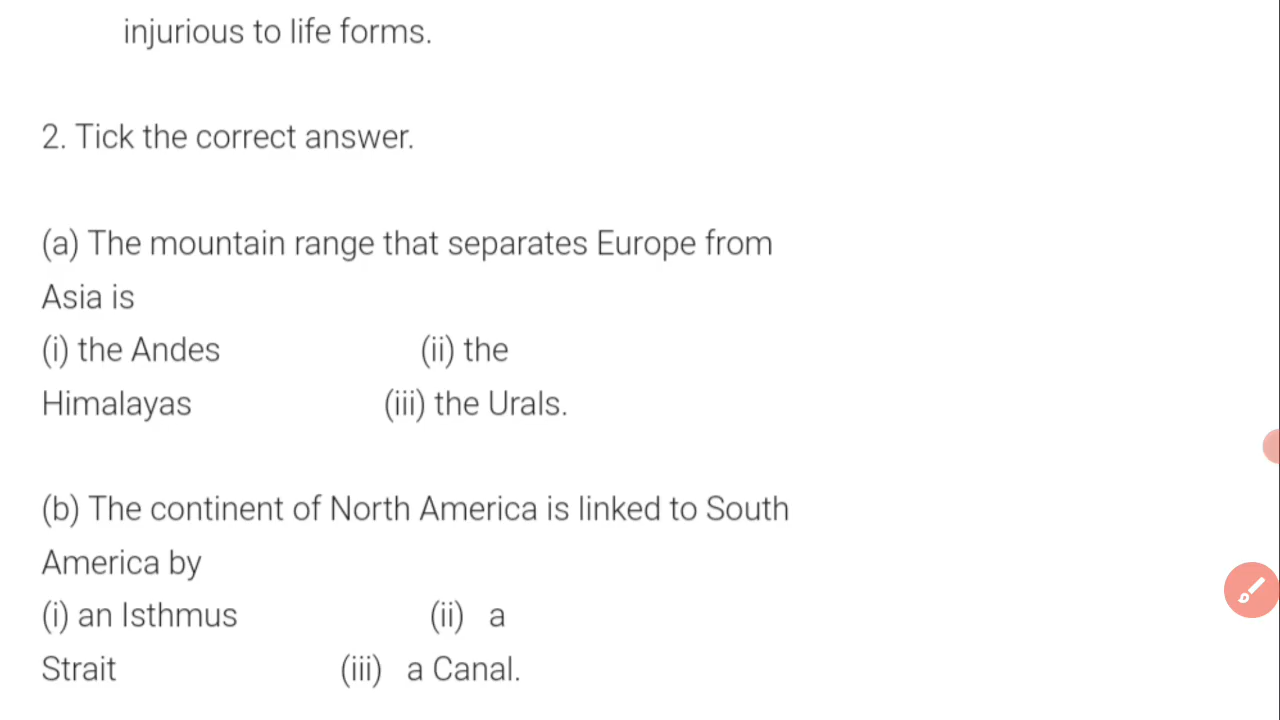 injurious to life forms.
2. Tick the correct answer.
(a) The mountain range that separates Europe from
Asia is
(i) the Andes (ii) the
Himalayas (iii) the Urals.
(b) The continent of North America is linked to South
America by
(i) an Isthmus (ii) a
Strait (iii) a Canal.